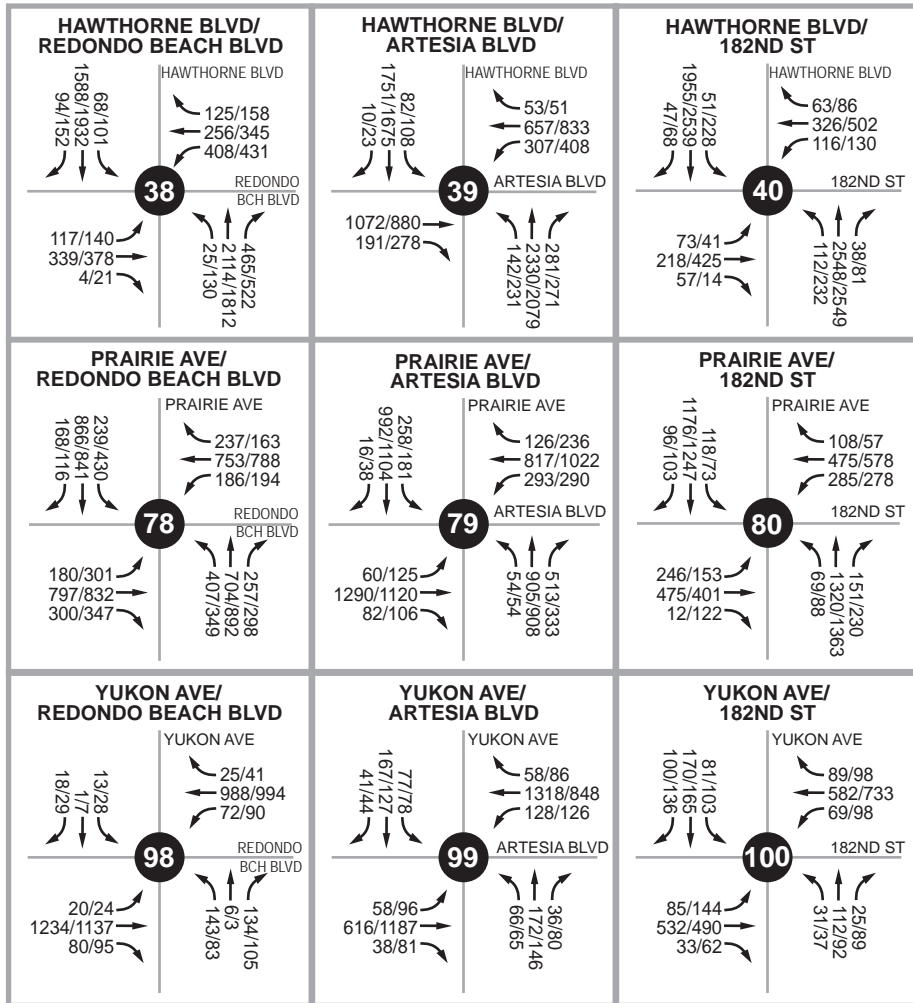 HAWTHORNE BLVD/
REDONDO BEACH BLVD
HAWTHORNE BLVD
94/152
1588/1932
68/101
125/158
256/345
408/431
38
REDONDO
BCH BLVD
117/140
339/378
4/21
25/130
2114/1812
465/522
HAWTHORNE BLVD/
ARTESIA BLVD
HAWTHORNE BLVD
10/23
1751/1675
82/108
53/51
657/833
307/408
39
ARTESIA BLVD
1072/880
191/278
142/231
2330/2079
281/271
HAWTHORNE BLVD/
182ND ST
HAWTHORNE BLVD
47/68
1955/2539
51/228
63/86
326/502
116/130
40
182ND ST
73/41
218/425
57/14
112/232
2548/2549
38/81
PRAIRIE AVE/
REDONDO BEACH BLVD
PRAIRIE AVE
168/116
886/841
239/430
237/163
753/788
186/194
78
REDONDO
BCH BLVD
180/301
797/832
300/347
407/349
704/892
257/298
PRAIRIE AVE/
ARTESIA BLVD
PRAIRIE AVE
16/38
992/1104
258/181
126/236
817/1022
293/290
79
ARTESIA BLVD
60/125
1290/1120
82/106
54/54
905/908
513/333
PRAIRIE AVE/
182ND ST
PRAIRIE AVE
96/103
1176/1247
118/73
108/57
475/578
285/278
80
182ND ST
246/153
475/401
12/122
69/88
1320/1363
151/230
YUKON AVE/
REDONDO BEACH BLVD
YUKON AVE
18/29
1/7
13/28
25/41
988/994
72/90
98
REDONDO
BCH BLVD
20/24
1234/1137
80/95
143/83
6/3
134/105
YUKON AVE/
ARTESIA BLVD
YUKON AVE
41/44
167/127
77/78
58/86
1318/848
128/126
99
ARTESIA BLVD
58/96
616/1187
38/81
66/65
172/146
36/80
YUKON AVE/
182ND ST
YUKON AVE
100/136
170/165
81/103
89/98
582/733
69/98
100
182ND ST
85/144
532/490
33/62
31/37
112/92
25/89